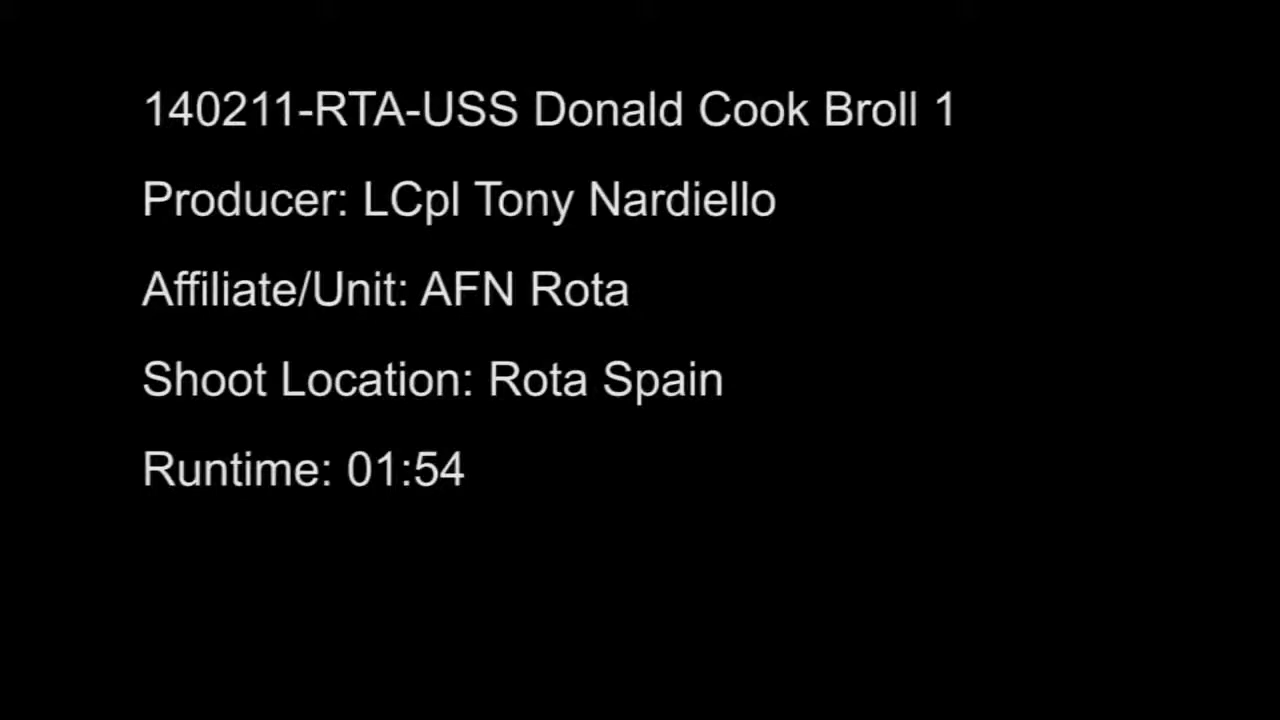 140211-RTA-USS Donald Cook Broll 1
Producer: LCpl Tony Nardiello
Affiliate/Unit: AFN Rota
Shoot Location: Rota Spain
Runtime: 01:54